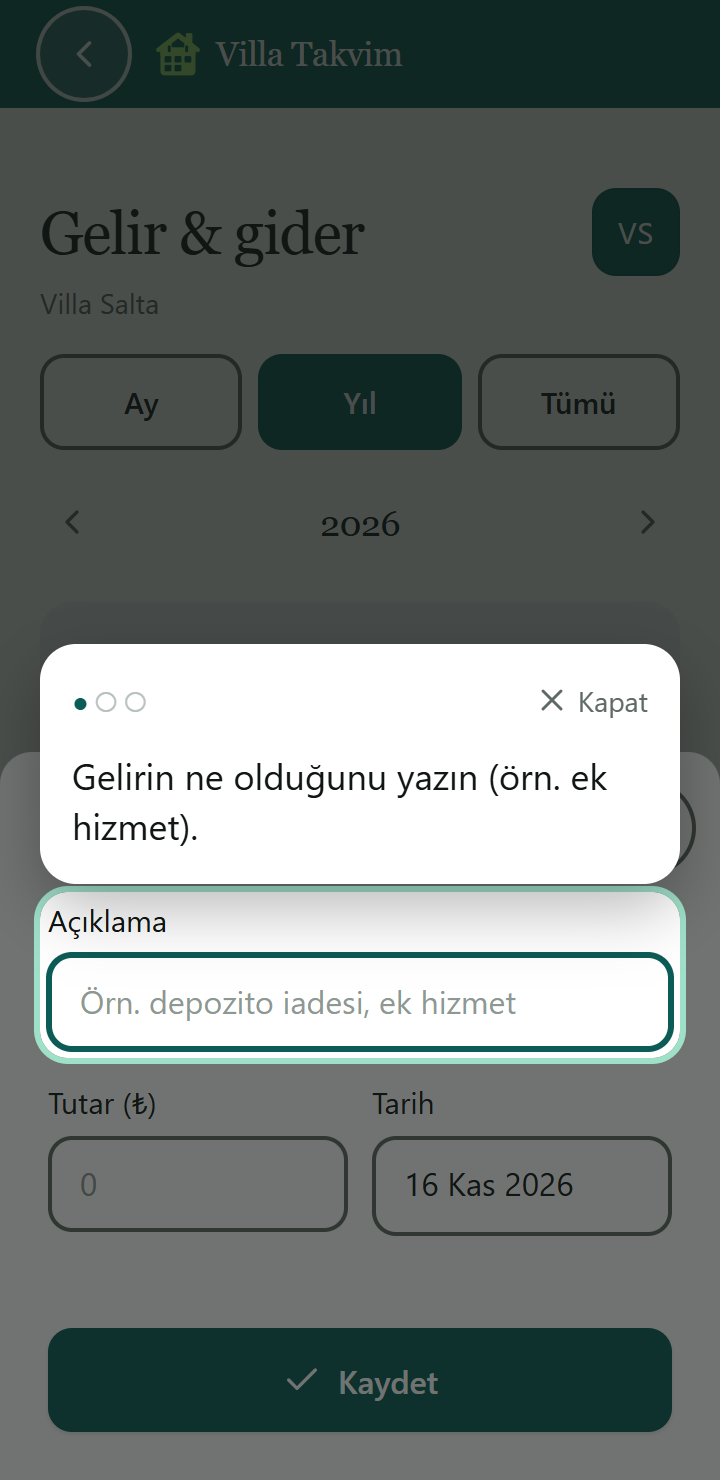 Villa Takvim
Gelir & gider
VS
Villa Salta
Ay
Yıl
Tümü
2026
Kapat
Gelirin ne olduğunu yazın (örn. ek
hizmet).
Açıklama
Örn. depozito iadesi, ek hizmet
Tutar (₺)
Tarih
0
16 Kas 2026
Kaydet